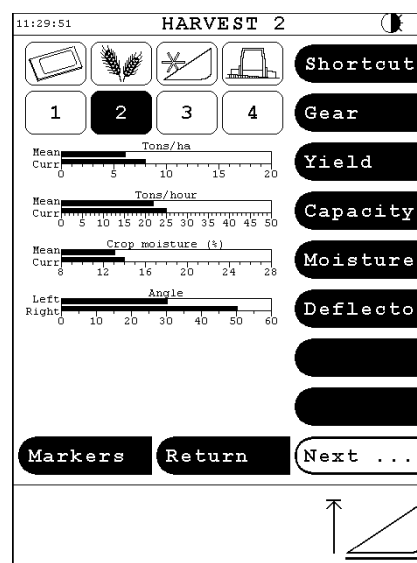 11:29:51 HARVEST 2
Shortcut
1 2 3 4
Gear
Tons/ha
Mean
Curr
0 5 10 15 20
Yield
Tons/hour
Mean
Curr
0 5 10 15 20 25 30 35 40 45 50
Capacity
Crop moisture (%)
Mean
Curr
8 12 16 20 24 28
Moisture
Angle
Left
Right
0 10 20 30 40 50 60
Deflecto
Markers Return Next ...